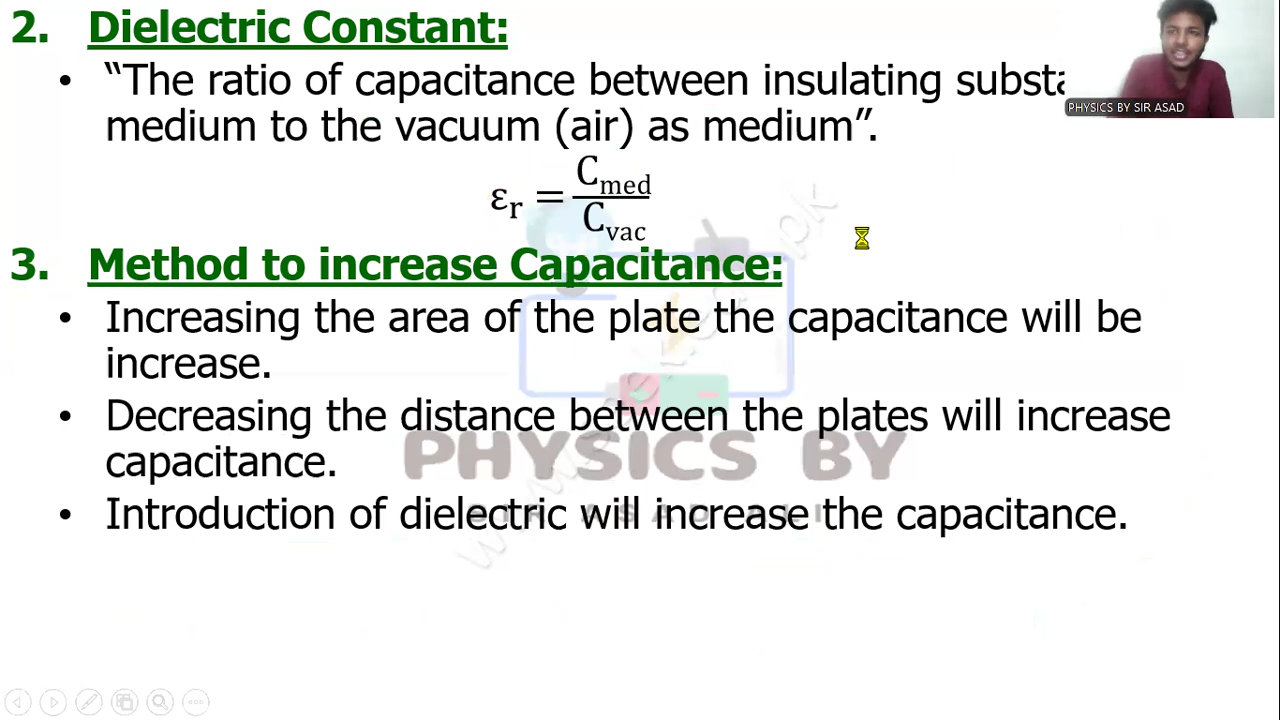 2. Dielectric Constant:
• “The ratio of capacitance between insulating
medium to the vacuum (air) as medium”.
εr = Cmed / Cvac
3. Method to increase Capacitance:
• Increasing the area of the plate the capacitance will be
increase.
• Decreasing the distance between the plates will increase
capacitance.
• Introduction of dielectric will increase the capacitance.
PHYSICS BY SIR ASAD
PHYSICS BY
SIR ASAD ALI